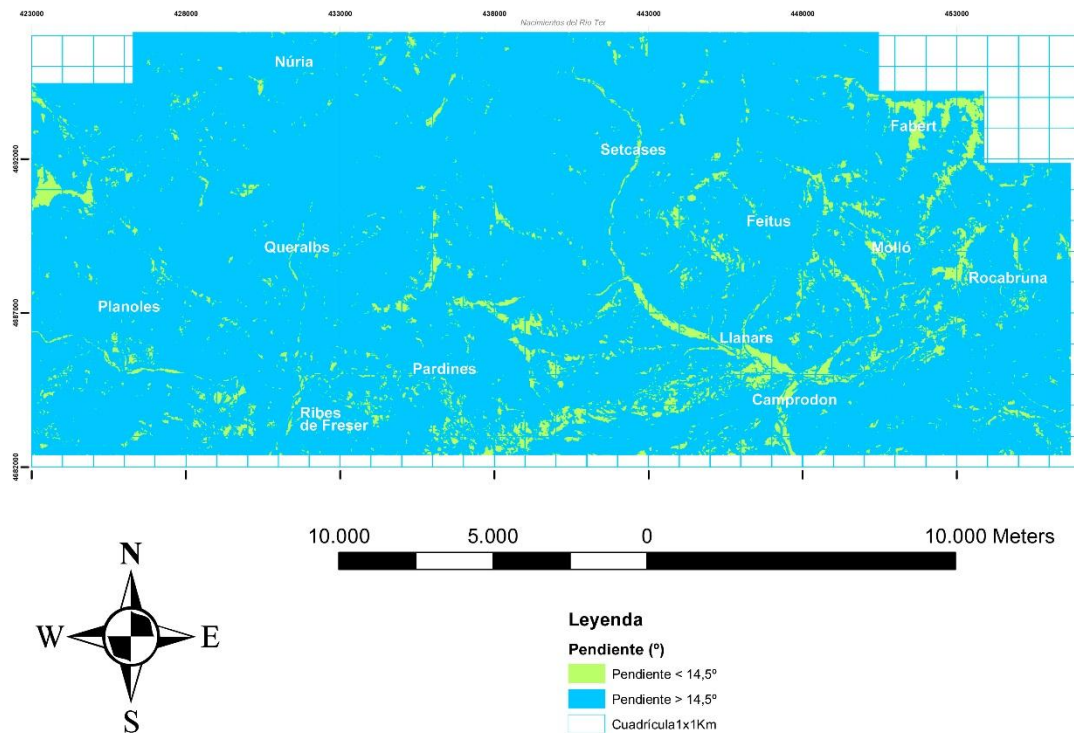 423000 428000 433000 438000 443000 448000 453000
Nacimientos del Río Ter
Núria
Fabert
Setcases
4692000
Feitus
Queralbs
Molló
Rocabruna
Planoles
4687000
Llanars
Pardines
Camprodon
Ribes
de Freser
4682000
10.000 5.000 0 10.000 Meters
N
W E
S
Leyenda
Pendiente (º)
Pendiente < 14,5º
Pendiente > 14,5º
Cuadrícula1x1Km